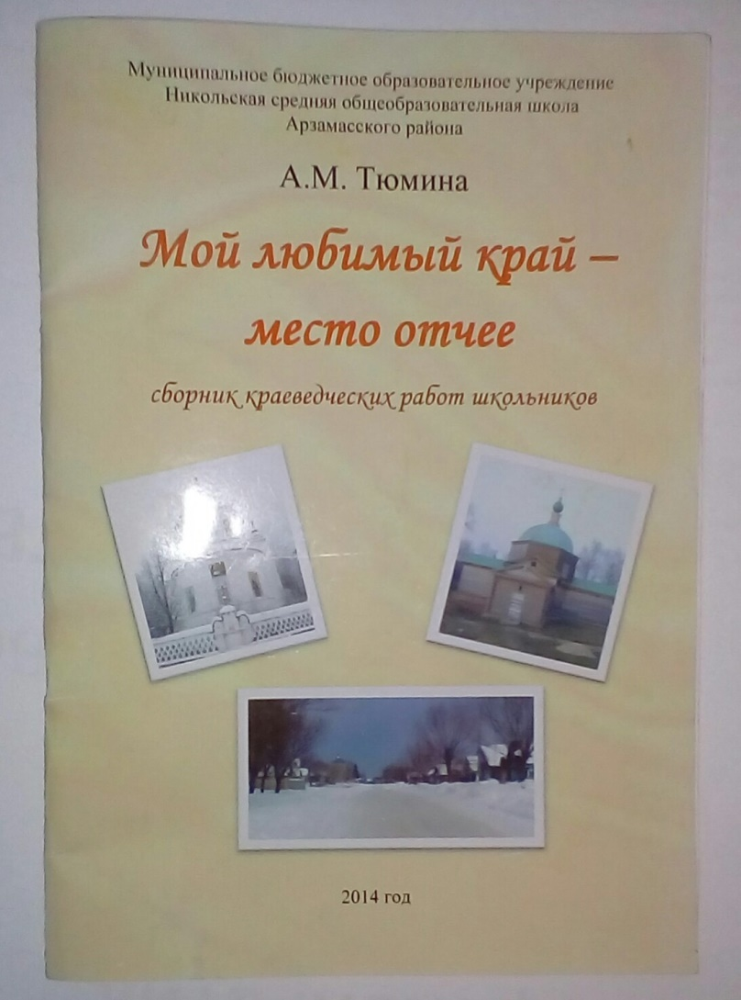 Муниципальное бюджетное образовательное учреждение
Никольская средняя общеобразовательная школа
Арзамасского района
А.М. Тюмина
Мой любимый край –
место отчее
сборник краеведческих работ школьников
2014 год